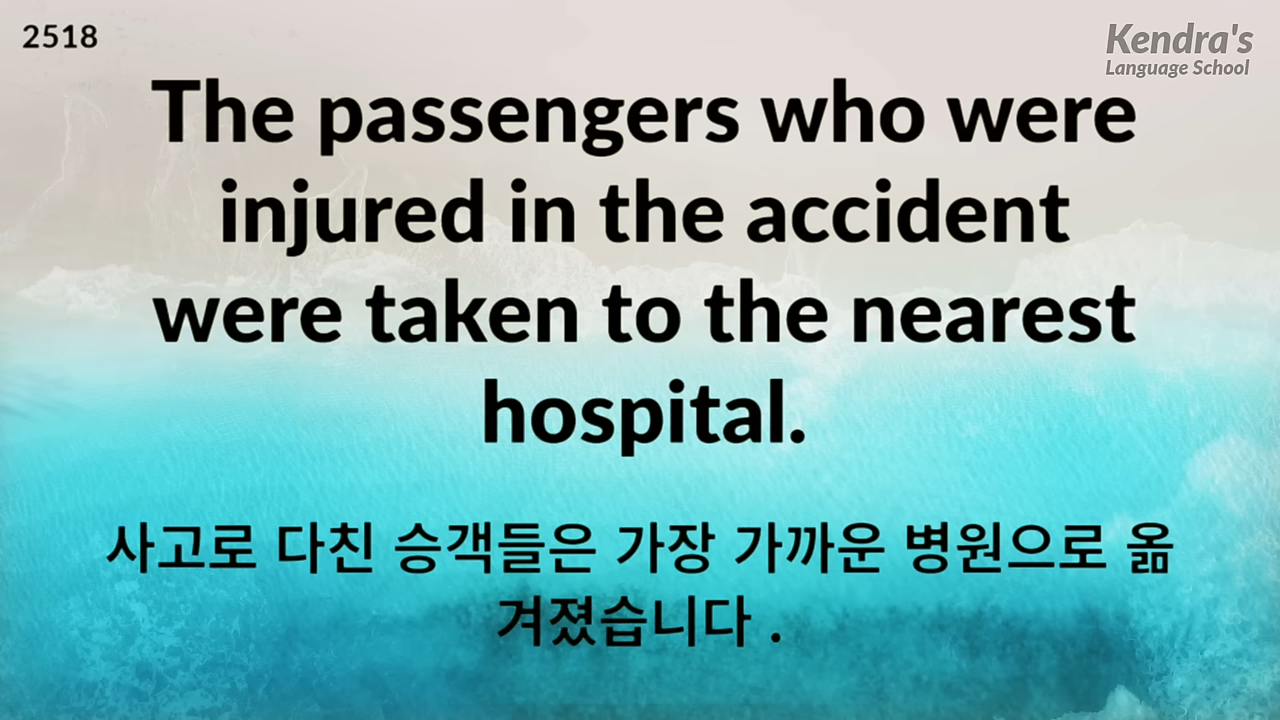 2518
Kendra's
Language School
The passengers who were
injured in the accident
were taken to the nearest
hospital.
사고로 다친 승객들은 가장 가까운 병원으로 옮
겨졌습니다 .